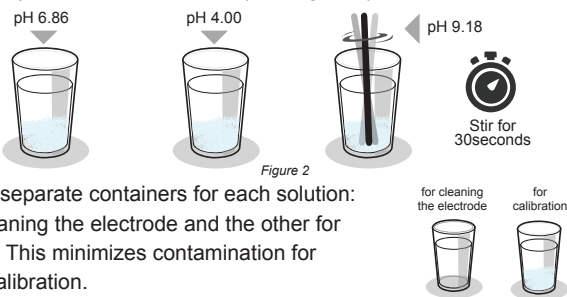 pH 6.86
pH 4.00
pH 9.18
Stir for
30seconds
Figure 2
separate containers for each solution:
aning the electrode and the other for
This minimizes contamination for
alibration.
for cleaning
the electrode
for
calibration